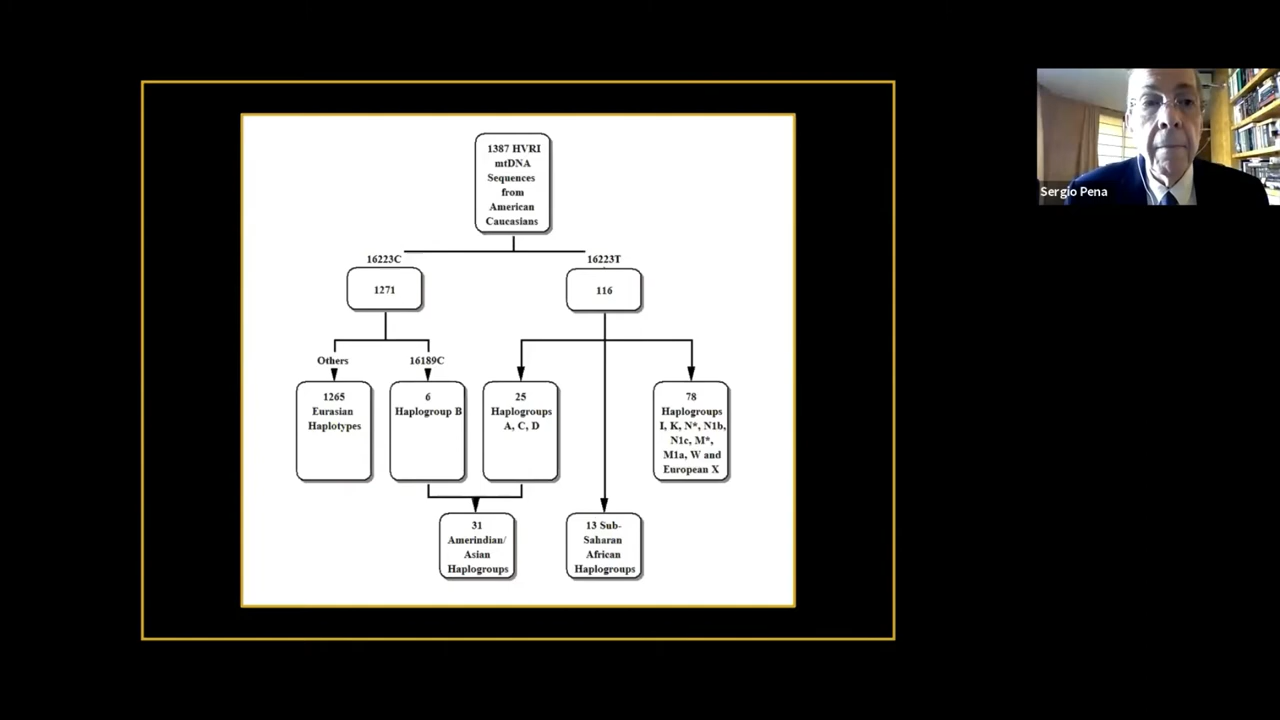 1387 HVRI
mtDNA
Sequences
from
American
Caucasians
16223C
16223T
1271
116
Others
16189C
1265
Eurasian
Haplotypes
6
Haplogroup B
25
Haplogroups
A, C, D
78
Haplogroups
I, K, N*, N1b,
N1c, M*,
M1a, W and
European X
31
Amerindian/
Asian
Haplogroups
13 Sub-
Saharan
African
Haplogroups
Sergio Pena